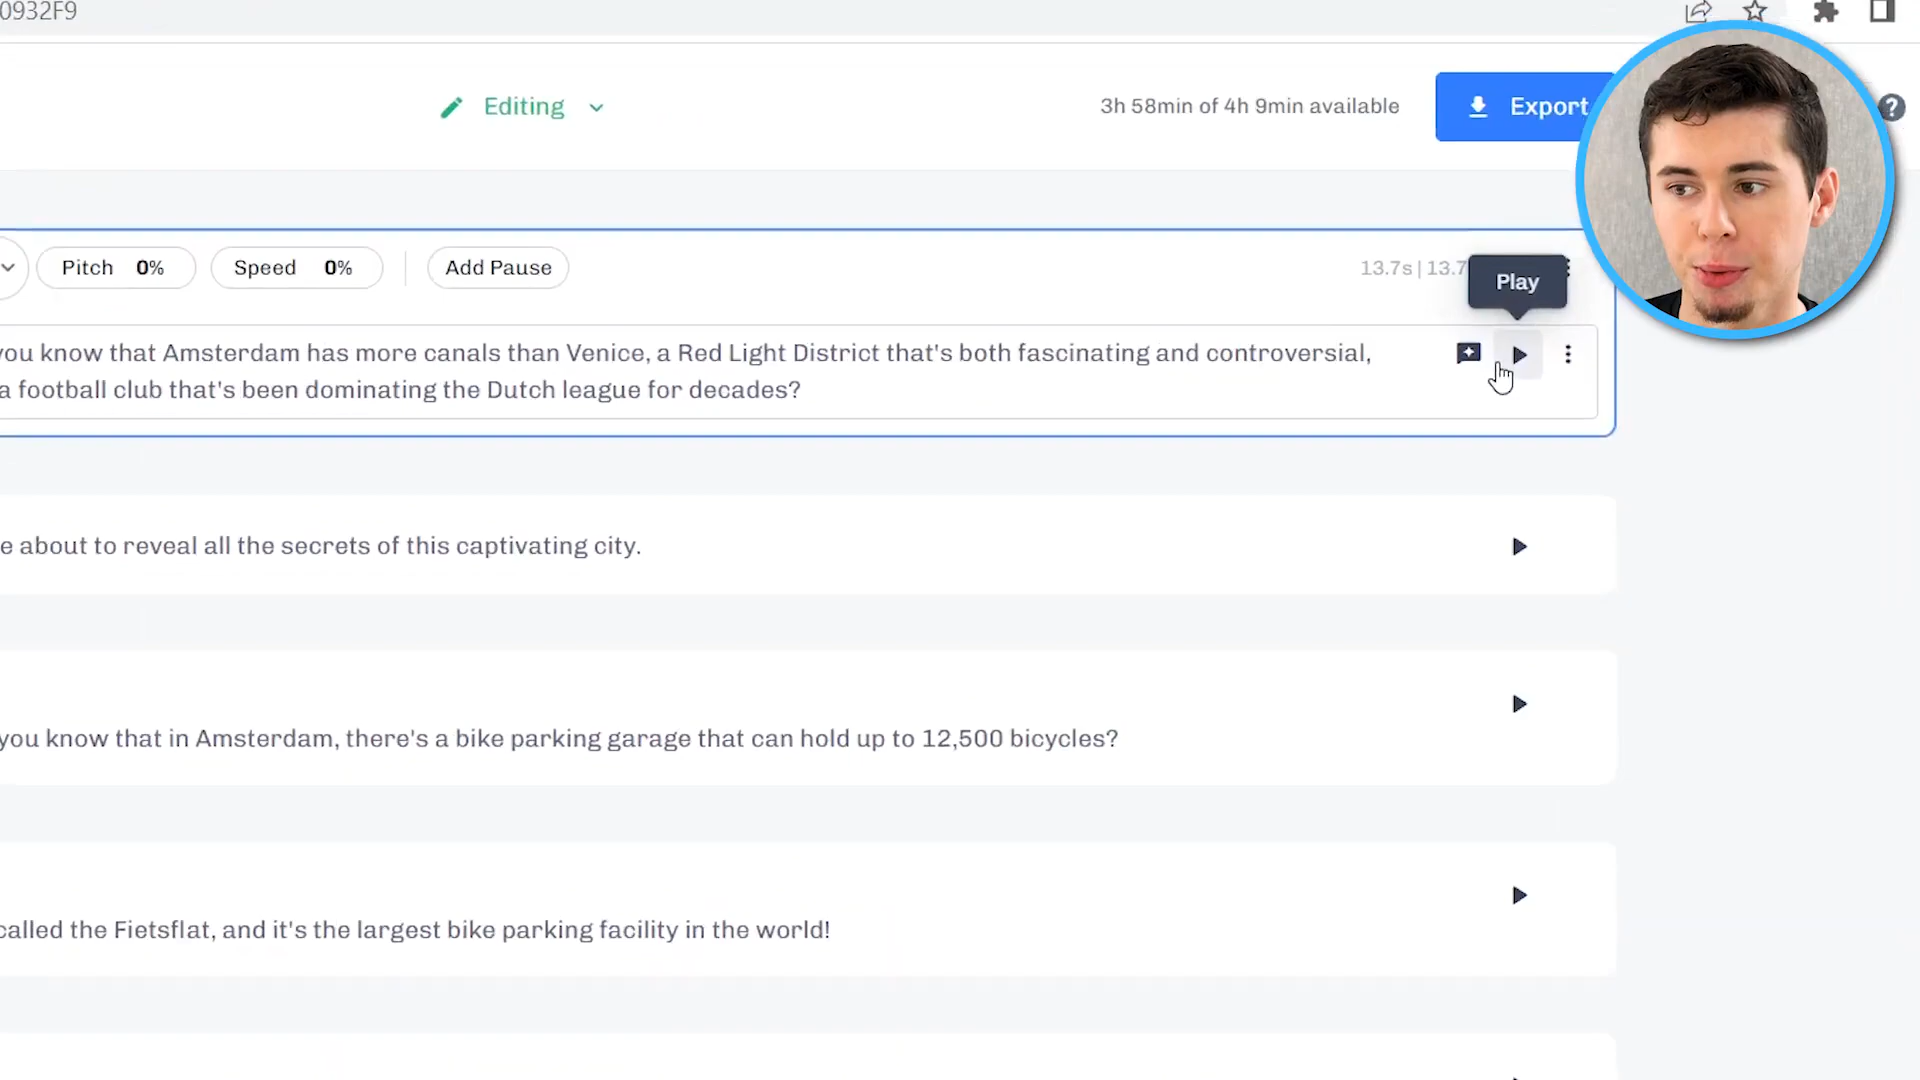 0932F9
Editing
3h 58min of 4h 9min available
Export
?
Pitch 0%
Speed 0%
Add Pause
13.7s | 13.7
Play
you know that Amsterdam has more canals than Venice, a Red Light District that's both fascinating and controversial,
a football club that's been dominating the Dutch league for decades?
e about to reveal all the secrets of this captivating city.
you know that in Amsterdam, there's a bike parking garage that can hold up to 12,500 bicycles?
called the Fietsflat, and it's the largest bike parking facility in the world!